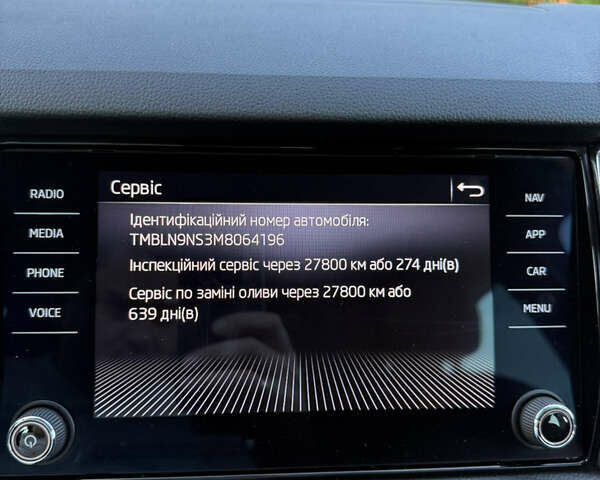 RADIO
MEDIA
PHONE
VOICE
Сервіс
Ідентифікаційний номер автомобіля:
TMBLN9NS3M8064196
Інспекційний сервіс через 27800 км або 274 дні(в)
Сервіс по заміні оливи через 27800 км або
639 дні(в)
NAV
APP
CAR
MENU